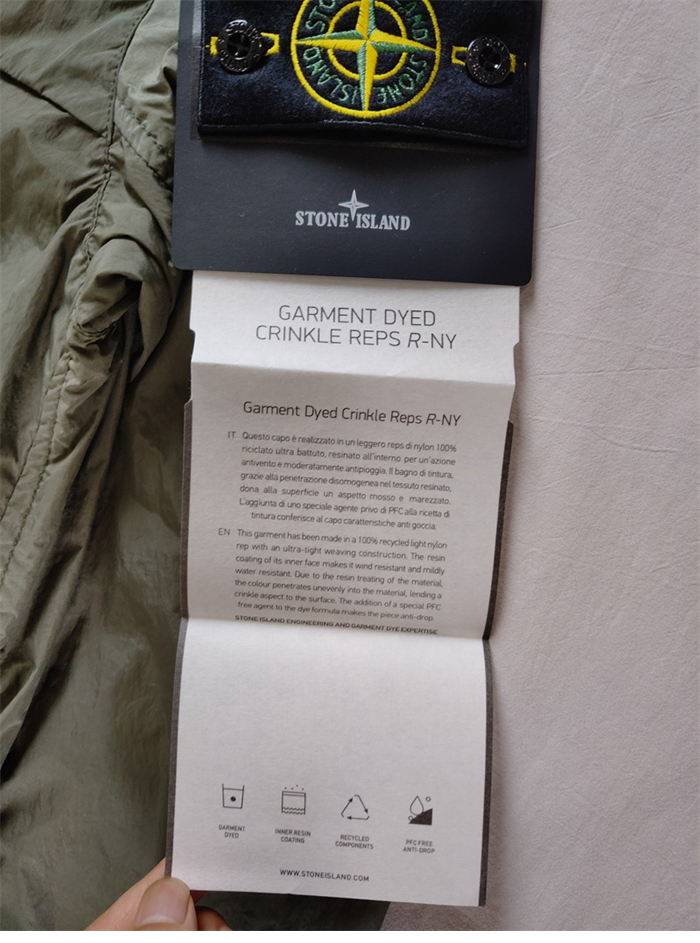 STONE ISLAND
STONE ISLAND
GARMENT DYED
CRINKLE REPS R-NY
Garment Dyed Crinkle Reps R-NY
IT Questo capo è realizzato in un leggero reps di nylon 100%
riciclato ultra battuto, resinato all'interno per un'azione
antivento e moderatamente antipioggia. Il bagno di tintura,
grazie alla penetrazione disomogenea nel tessuto resinato,
dona alla superficie un aspetto mosso e marezzato.
L'aggiunta di uno speciale agente privo di PFC alla ricetta di
tintura conferisce al capo caratteristiche anti goccia.
EN This garment has been made in a 100% recycled light nylon
rep with an ultra-tight weaving construction. The resin
coating of its inner face makes it wind resistant and mildly
water resistant. Due to the resin treating of the material,
the colour penetrates unevenly into the material, lending a
crinkle aspect to the surface. The addition of a special PFC
free agent to the dye formula makes the piece anti-drop.
STONE ISLAND ENGINEERING AND GARMENT DYE EXPERTISE
GARMENT
DYED
INNER RESIN
COATING
RECYCLED
COMPONENTS
PFC FREE
ANTI-DROP
WWW.STONEISLAND.COM